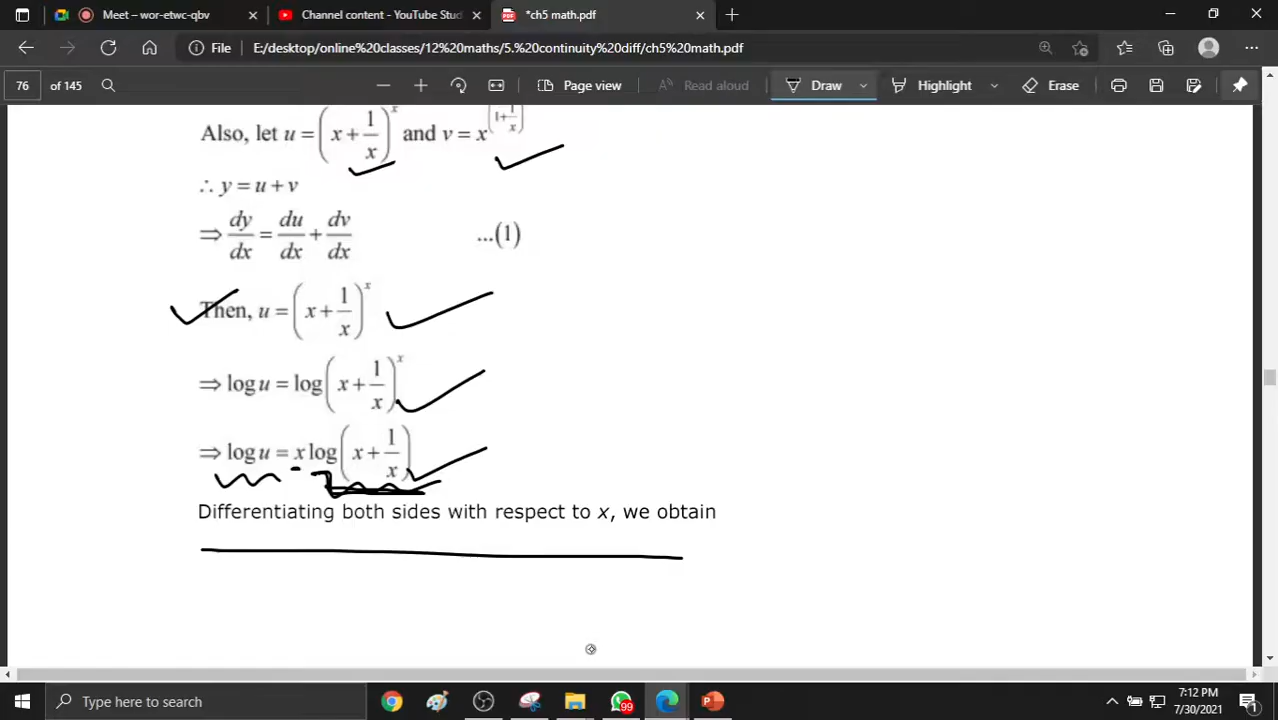 Meet – wor-etwc-qbv
Channel content - YouTube Stud
*ch5 math.pdf
File E:/desktop/online%20classes/12%20maths/5.%20continuity%20diff/ch5%20math.pdf
76 of 145 Page view Read aloud Draw Highlight Erase
Also, let u = (x + 1/x)^x and v = x^(1+1/x)
∴ y = u + v
⇒ dy/dx = du/dx + dv/dx ...(1)
Then, u = (x + 1/x)^x
⇒ log u = log (x + 1/x)^x
⇒ log u = x log (x + 1/x)
Differentiating both sides with respect to x, we obtain
Type here to search
99
7:12 PM
7/30/2021
1